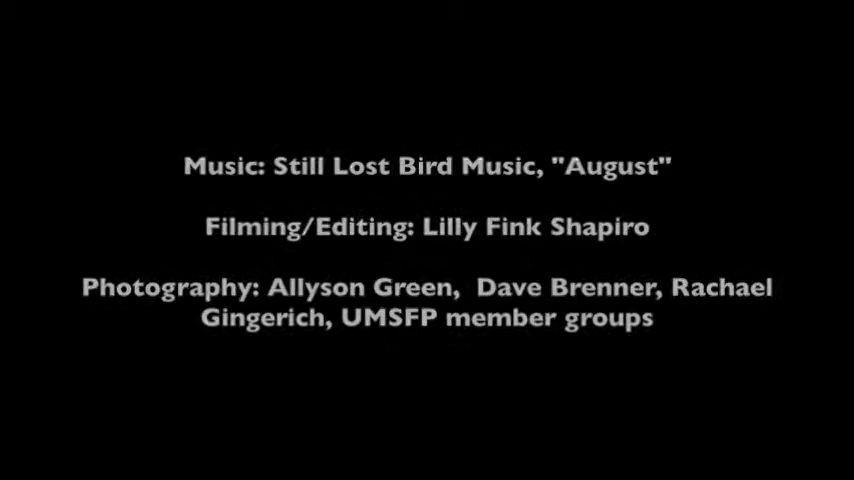 Music: Still Lost Bird Music, "August"
Filming/Editing: Lilly Fink Shapiro
Photography: Allyson Green,  Dave Brenner, Rachael
Gingerich, UMSFP member groups